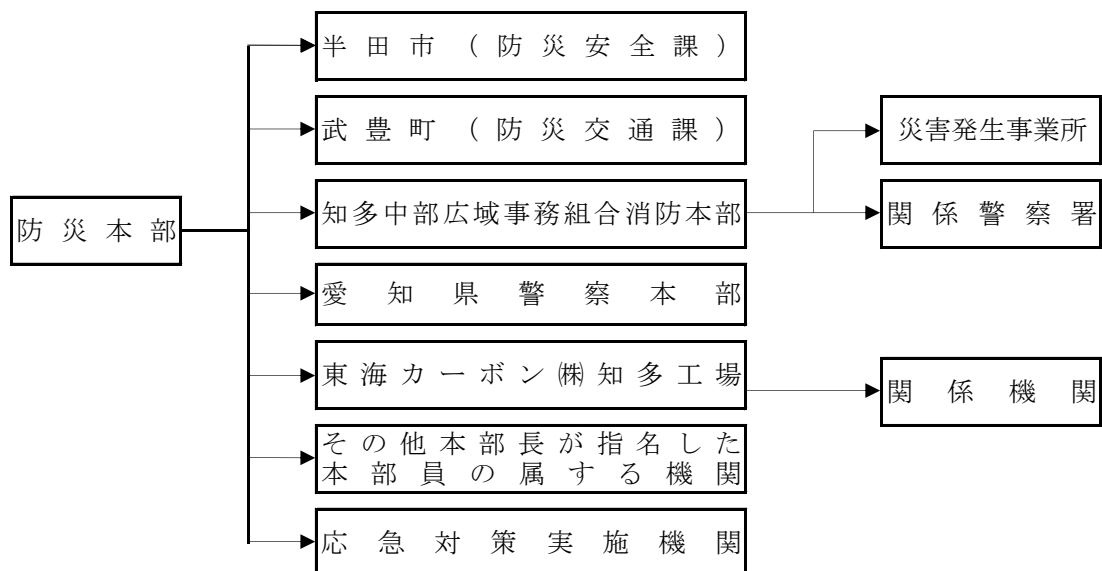 半田市(防災安全課)
武豊町(防災交通課)
災害発生事業所
防災本部
知多中部広域事務組合消防本部
関係警察署
愛知県警察本部
東海カーボン㈱知多工場
関係機関
その他本部長が指名した
本部員の属する機関
応急対策実施機関